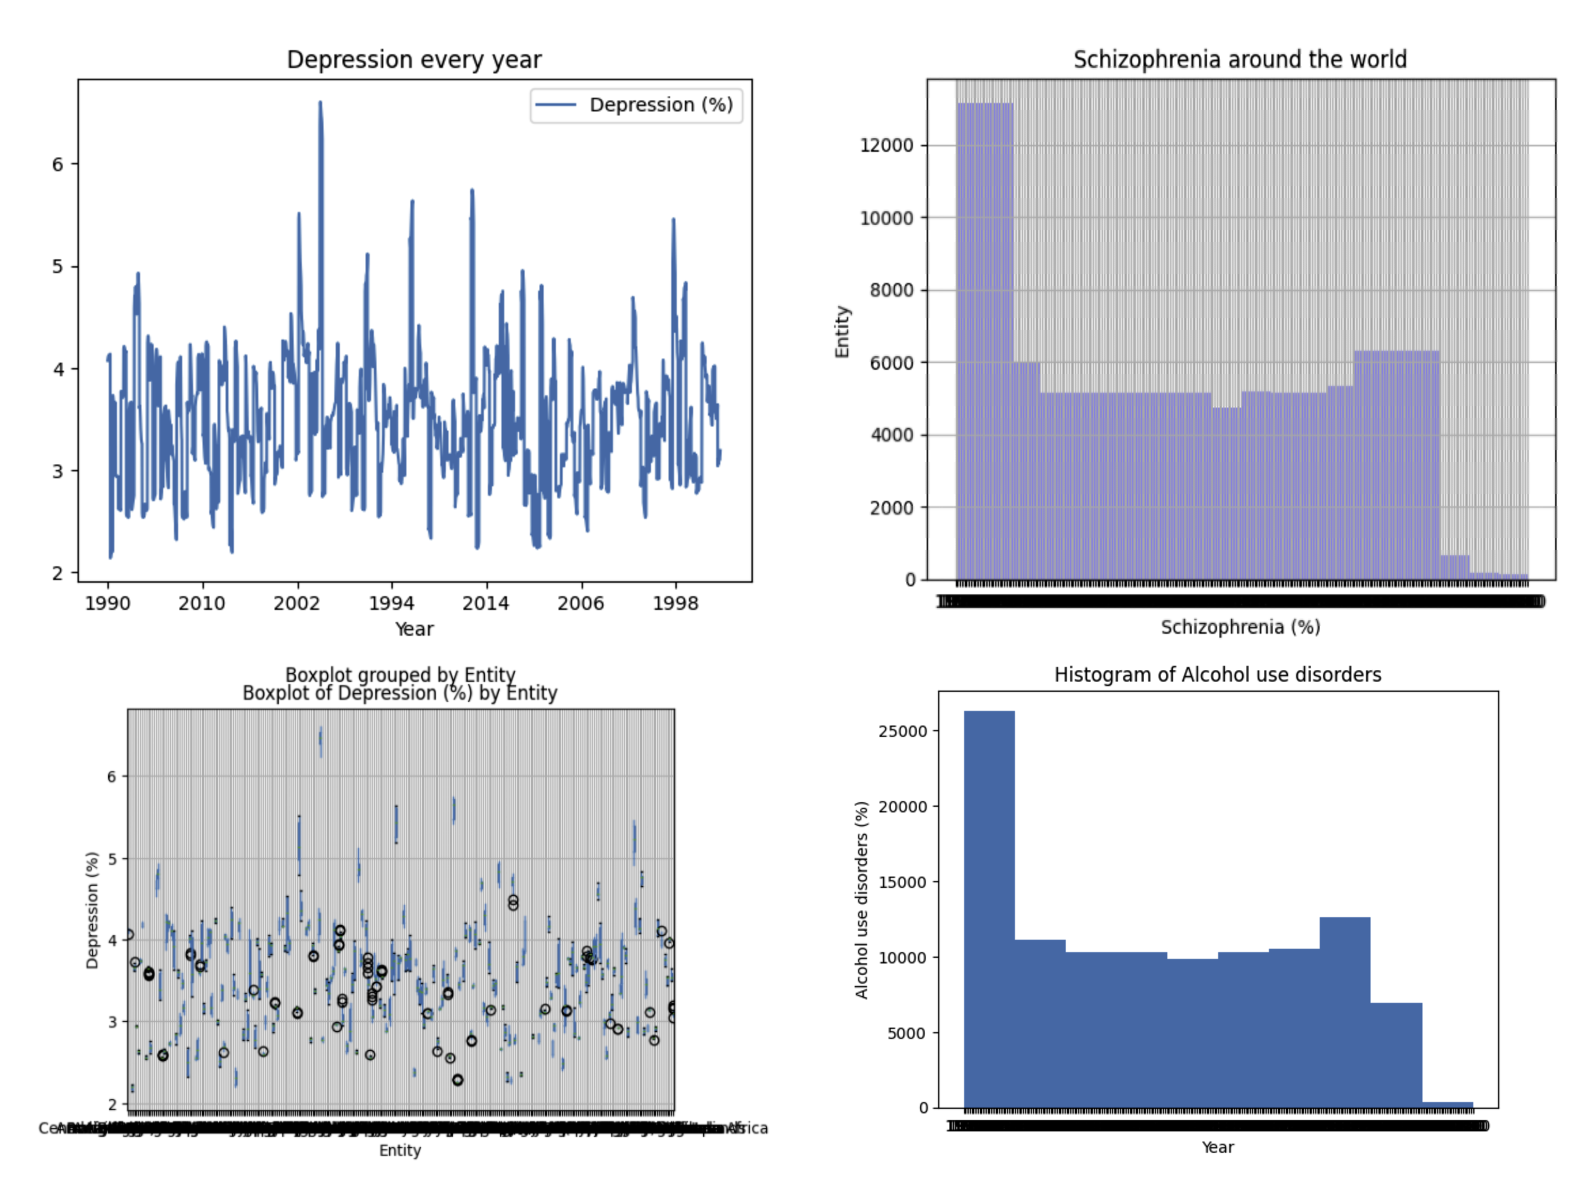 Depression every year
Depression (%)
6
5
4
3
2
1990 2010 2002 1994 2014 2006 1998
Year
Schizophrenia around the world
Entity
12000
10000
8000
6000
4000
2000
0
Schizophrenia (%)
Boxplot grouped by Entity
Boxplot of Depression (%) by Entity
Depression (%)
6
5
4
3
2
Entity
Histogram of Alcohol use disorders
Alcohol use disorders (%)
25000
20000
15000
10000
5000
0
Year